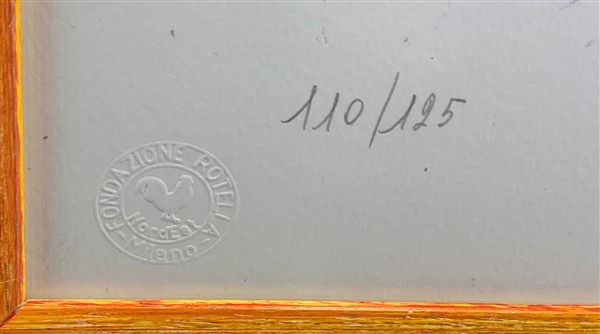 110/125
FONDAZIONE ROTELLA
NordEst
-Milano-